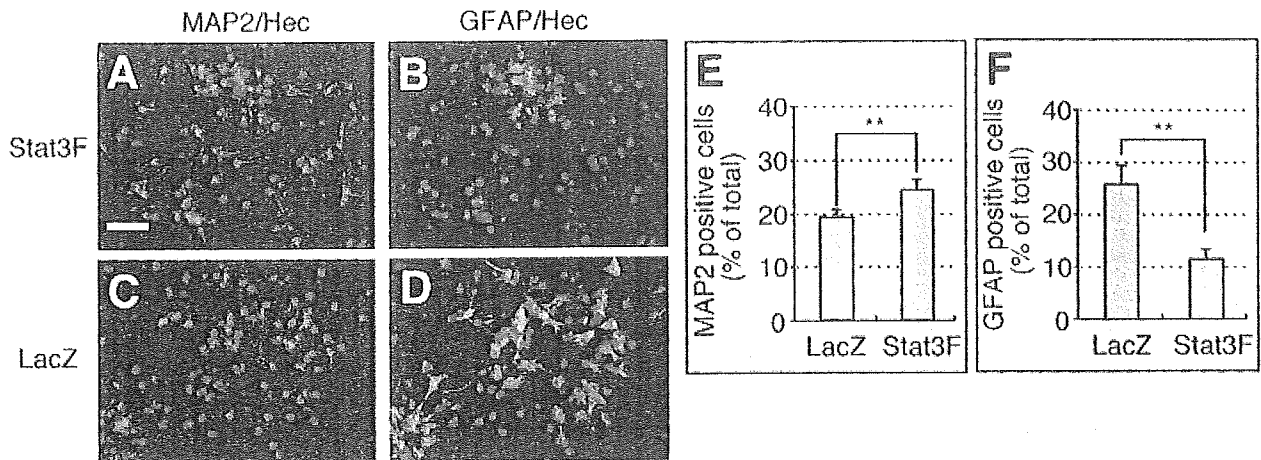 MAP2/Hec
GFAP/Hec
A
B
Stat3F
C
D
LacZ
E
MAP2 positive cells
(% of total)
40
30
20
10
0
**
LacZ Stat3F
F
GFAP positive cells
(% of total)
40
30
20
10
0
**
LacZ Stat3F